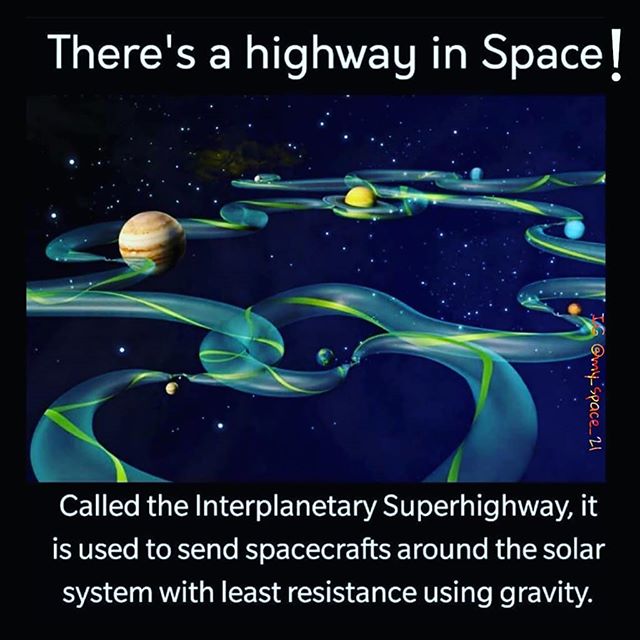 There's a highway in Space!
IG @my_space_21
Called the Interplanetary Superhighway, it
is used to send spacecrafts around the solar
system with least resistance using gravity.